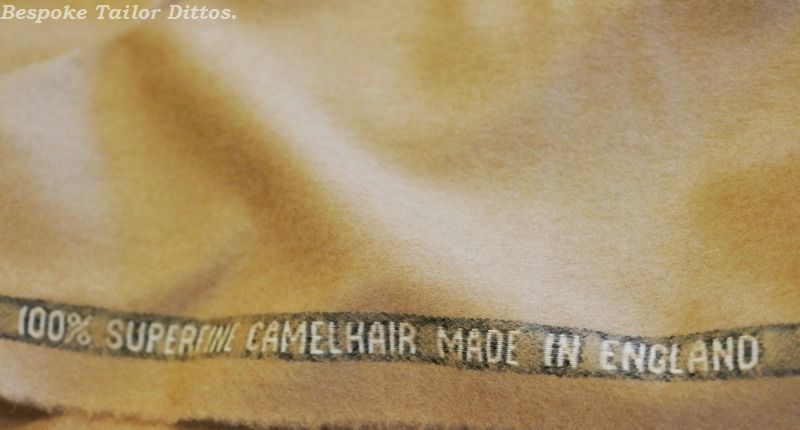 Bespoke Tailor Dittos.
100% SUPERFINE CAMELHAIR MADE IN ENGLAND